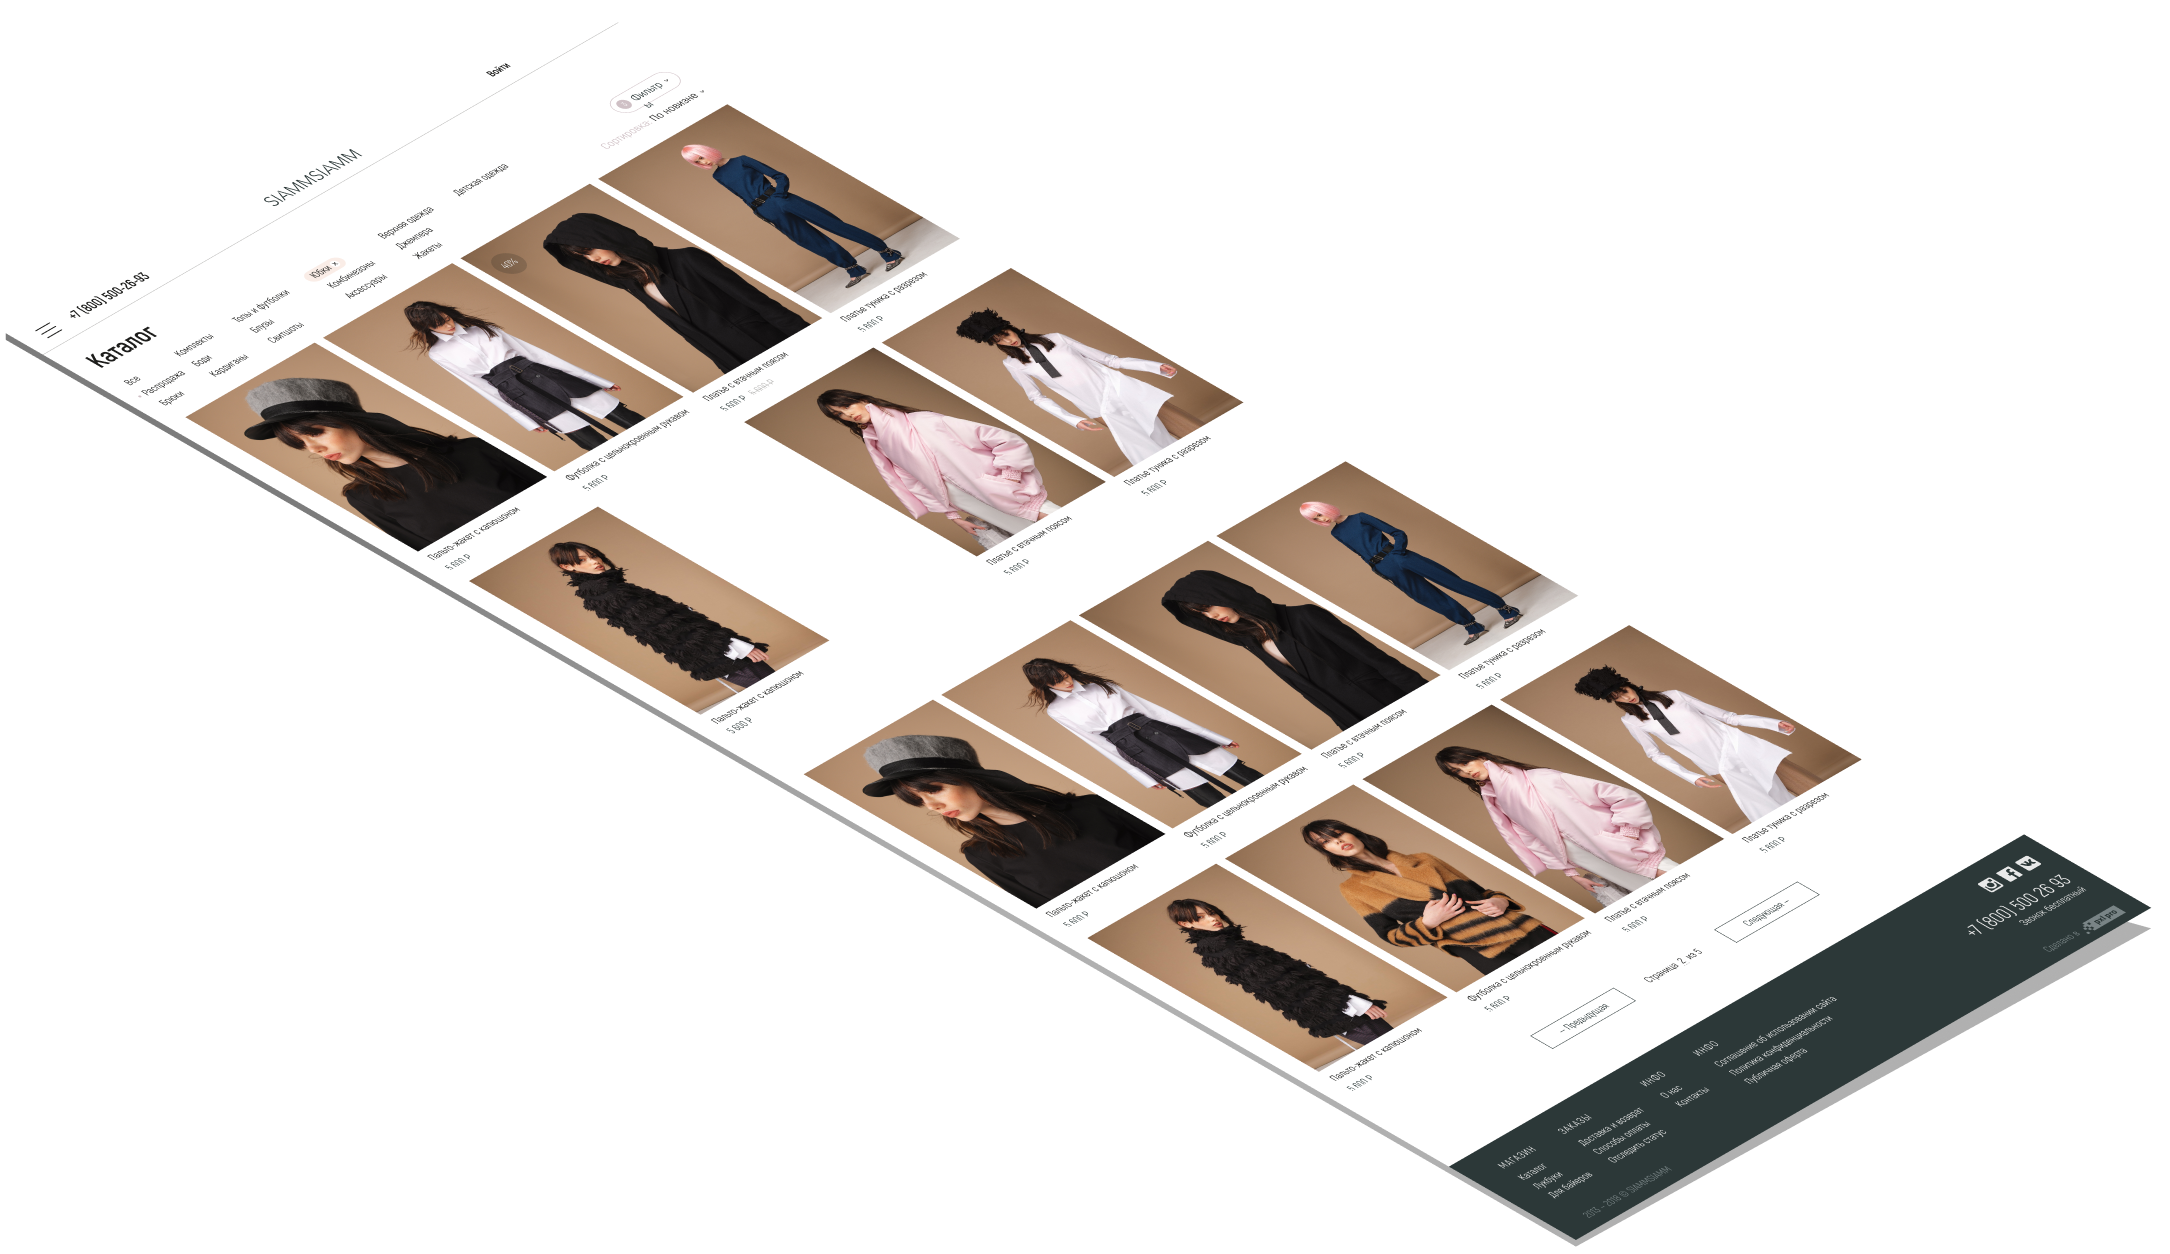 +7 (800) 500-26-93
SIAMMSIAMM
Войти
Каталог
Фильтр
ы
Сортировка: По новизне
Все
Комплекты
Топы и футболки
Юбки ×
Верхняя одежда
Детская одежда
Распродажа
Боди
Блузы
Комбинезоны
Джемпера
Брюки
Кардиганы
Свитшоты
Аксессуары
Жакеты
40%
Пальто-жакет с капюшоном
5 600 Р
Футболка с цельнокроенным рукавом
5 600 Р
Платье с втачным поясом
5 600 Р
Платье туника с разрезом
5 600 Р
Пальто-жакет с капюшоном
5 600 Р
Платье с втачным поясом
5 600 Р
Платье туника с разрезом
5 600 Р
Пальто-жакет с капюшоном
5 600 Р
Футболка с цельнокроенным рукавом
5 600 Р
Платье с втачным поясом
5 600 Р
Платье туника с разрезом
5 600 Р
Пальто-жакет с капюшоном
5 600 Р
Футболка с цельнокроенным рукавом
5 600 Р
Платье с втачным поясом
5 600 Р
Платье туника с разрезом
5 600 Р
← Предыдущая
Страница 2 из 5
Следующая →
МАГАЗИН
Каталог
Лукбуки
Для байеров
ЗАКАЗЫ
Доставка и возврат
Способы оплаты
Отследить статус
ИНФО
О нас
Контакты
ИНФО
Соглашение об использовании сайта
Политика конфиденциальности
Публичная оферта
+7 (800) 500 26 93
Звонок бесплатный
Сделано в pixl pro
2013 – 2018 © SIAMMSIAMM